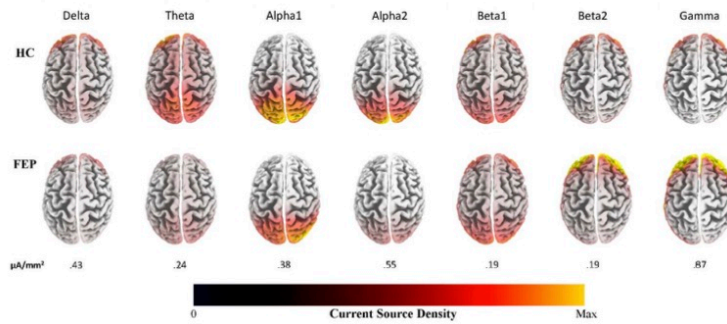 Delta Theta Alpha1 Alpha2 Beta1 Beta2 Gamma
HC
FEP
µA/mm² .43 .24 .38 .55 .19 .19 .87
0 Current Source Density Max